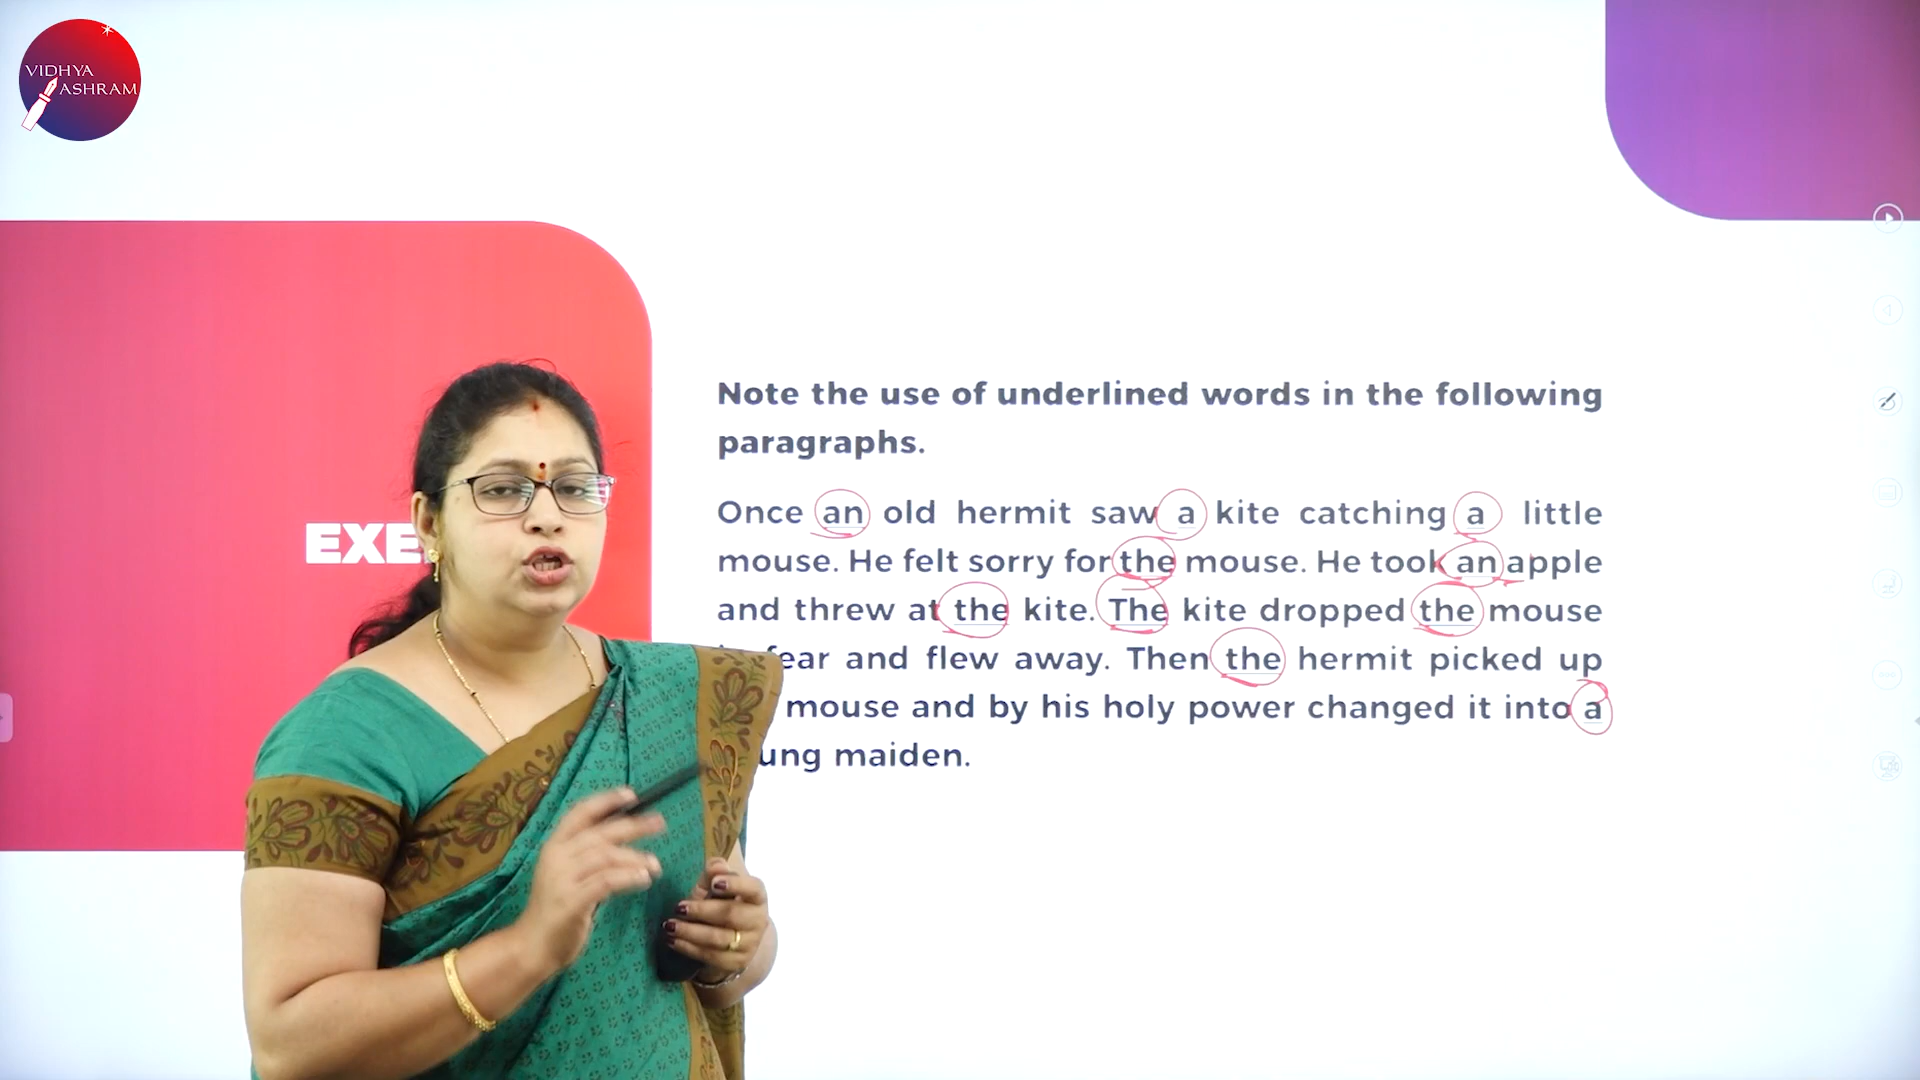 VIDHYA
ASHRAM
EXE
Note the use of underlined words in the following
paragraphs.
Once an old hermit saw a kite catching a little
mouse. He felt sorry for the mouse. He took an apple
and threw at the kite. The kite dropped the mouse
fear and flew away. Then the hermit picked up
mouse and by his holy power changed it into a
ung maiden.